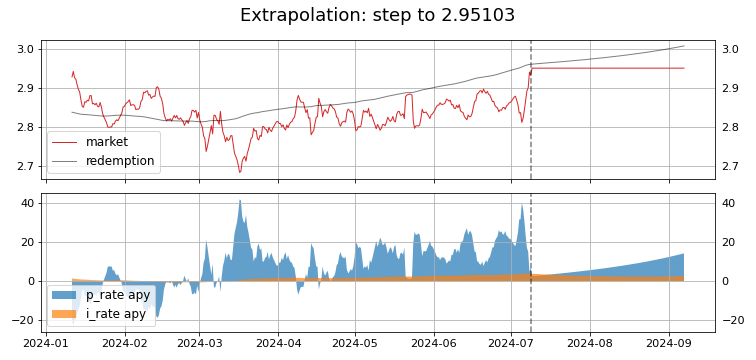 Extrapolation: step to 2.95103
3.0 3.0
2.9 2.9
2.8 2.8
2.7 2.7
market
redemption
40 40
20 20
0 0
−20 −20
p_rate apy
i_rate apy
2024-01 2024-02 2024-03 2024-04 2024-05 2024-06 2024-07 2024-08 2024-09